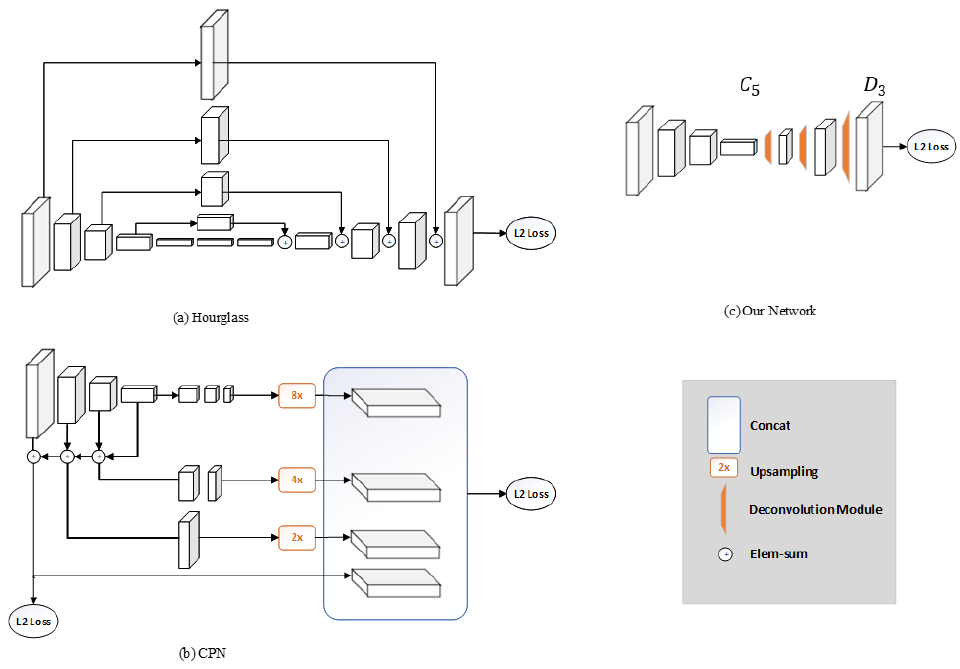 L2 Loss
(a) Hourglass
C5
D3
L2 Loss
(c) Our Network
8x
4x
2x
L2 Loss
L2 Loss
(b) CPN
Concat
2x
Upsampling
Deconvolution Module
Elem-sum